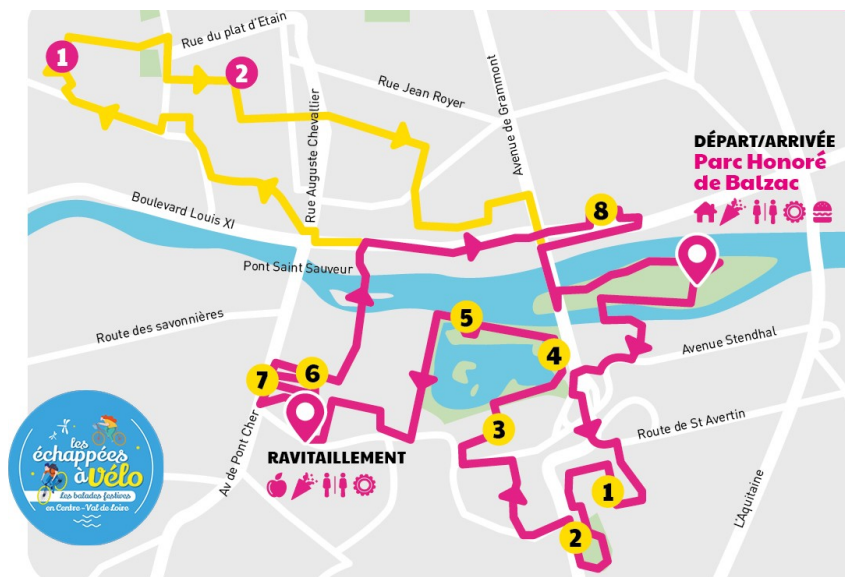 Rue du plat d'Etain
1
2
Rue Jean Royer
Avenue de Grammont
Rue Auguste Chevallier
DÉPART/ARRIVÉE
Parc Honoré
de Balzac
Boulevard Louis XI
8
Pont Saint Sauveur
Route des savonnières
5
4
Avenue Stendhal
7
6
3
Route de St Avertin
Av de Pont Cher
RAVITAILLEMENT
1
2
L'Aquitaine
les
échappées
à vélo
Les balades festives
en Centre-Val de Loire